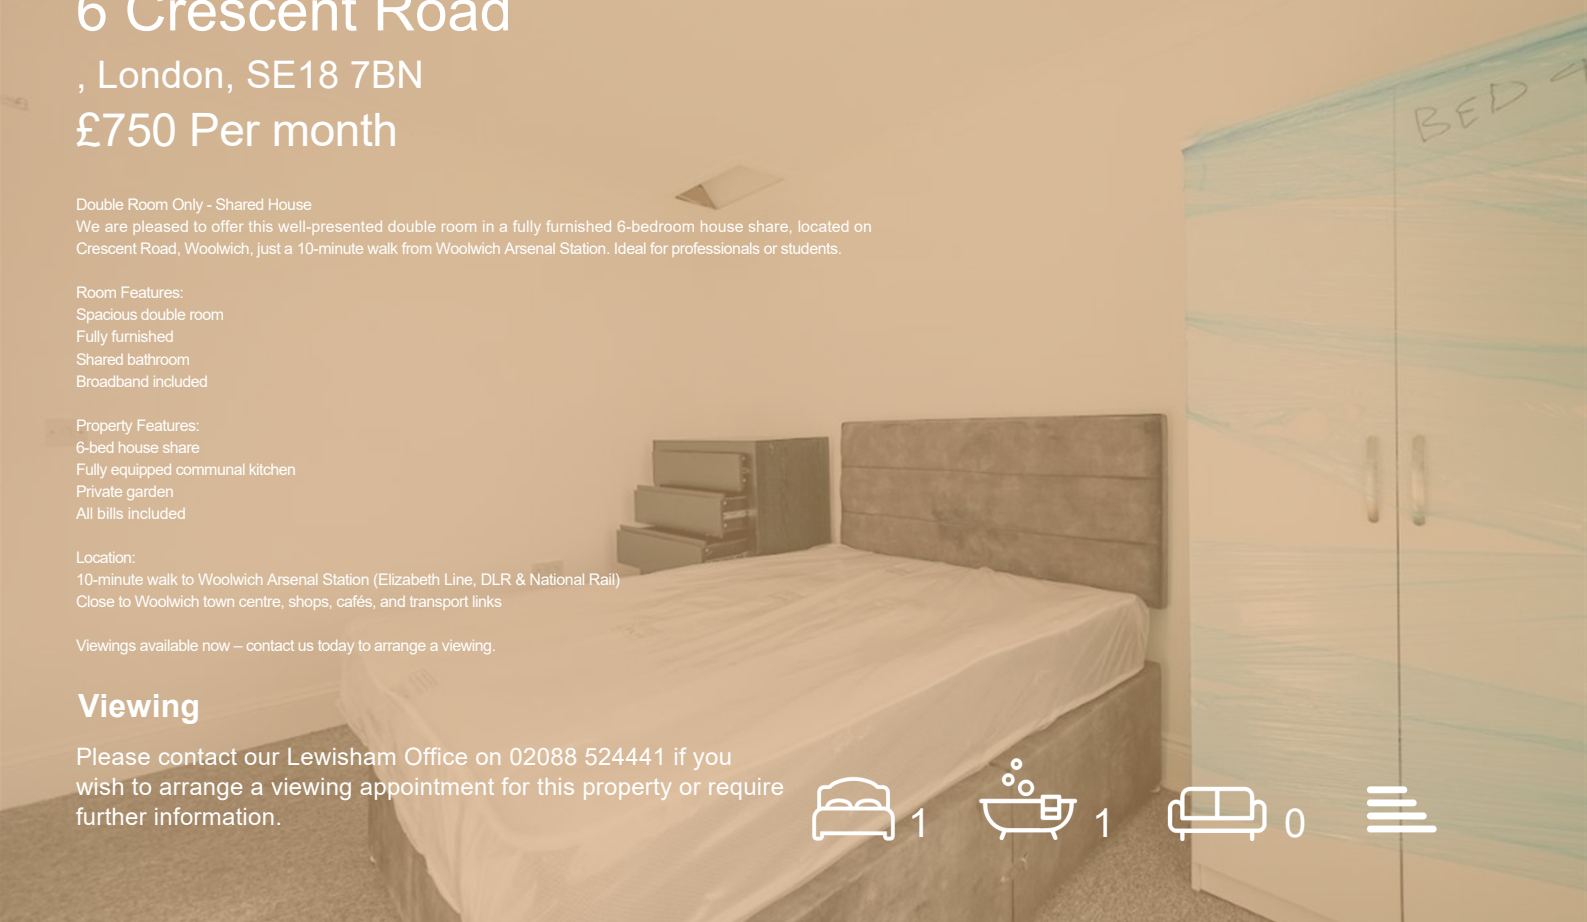 6 Crescent Road
, London, SE18 7BN
£750 Per month
Double Room Only - Shared House
We are pleased to offer this well-presented double room in a fully furnished 6-bedroom house share, located on
Crescent Road, Woolwich, just a 10-minute walk from Woolwich Arsenal Station. Ideal for professionals or students.
Room Features:
Spacious double room
Fully furnished
Shared bathroom
Broadband included
Property Features:
6-bed house share
Fully equipped communal kitchen
Private garden
All bills included
Location:
10-minute walk to Woolwich Arsenal Station (Elizabeth Line, DLR & National Rail)
Close to Woolwich town centre, shops, cafés, and transport links
Viewings available now – contact us today to arrange a viewing.
Viewing
Please contact our Lewisham Office on 02088 524441 if you
wish to arrange a viewing appointment for this property or require
further information.
1 1 0
BED